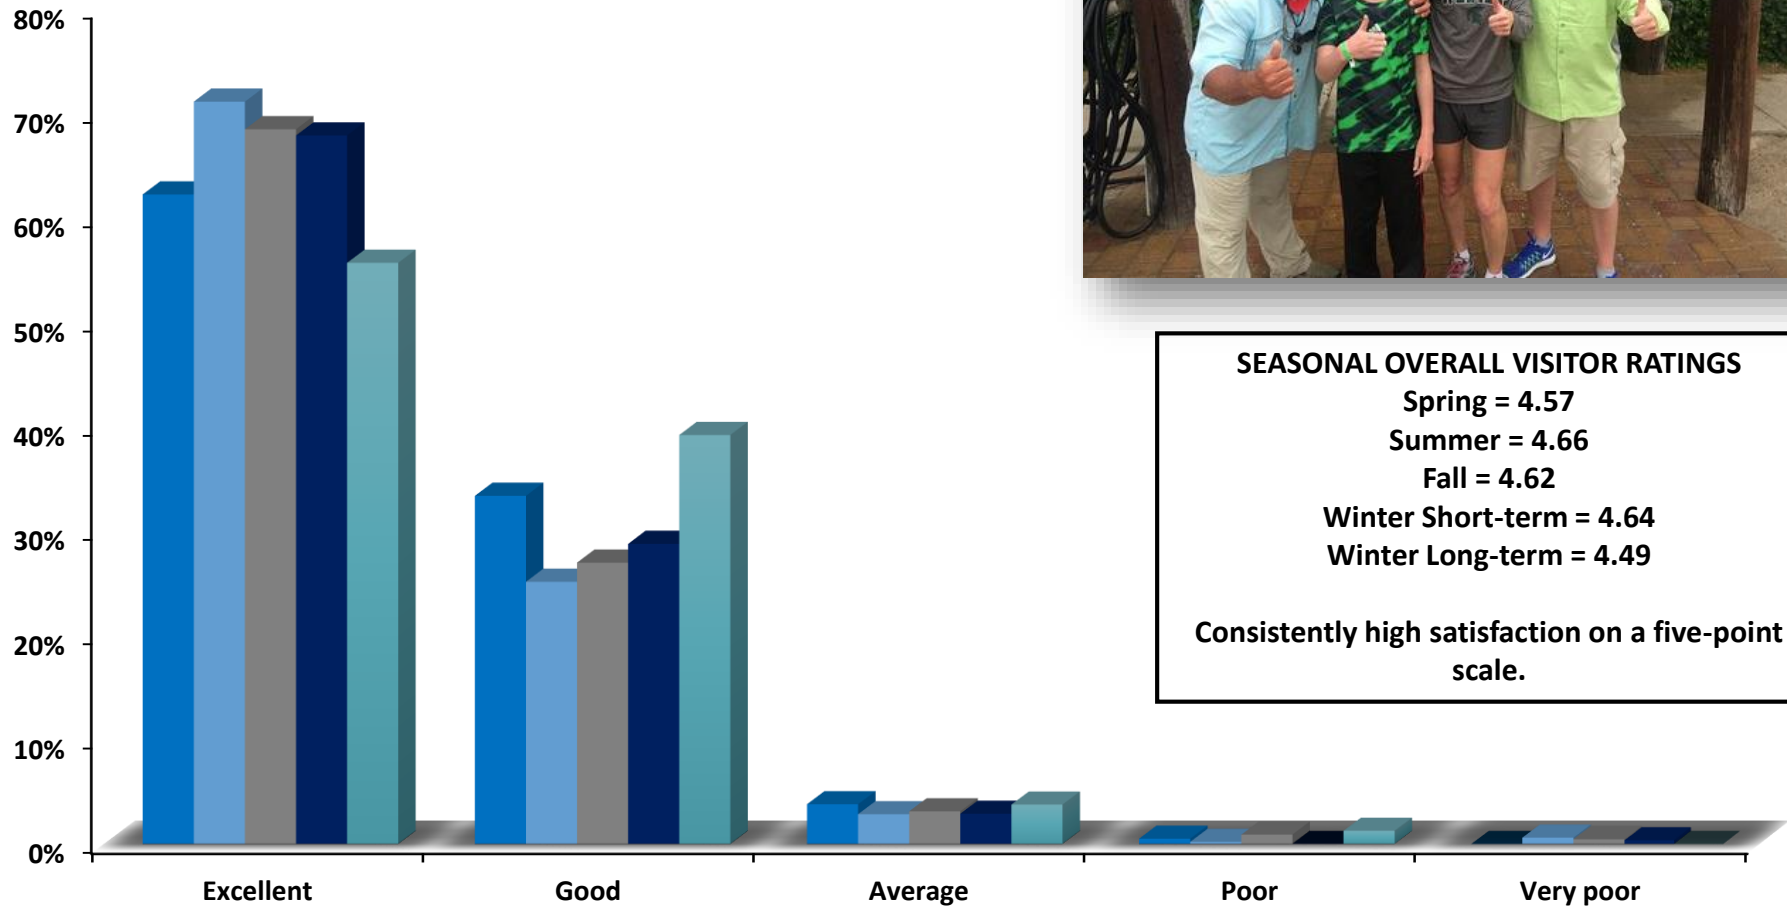 80%
70%
60%
50%
40%
30%
20%
10%
0%
Excellent
Good
Average
Poor
Very poor
SEASONAL OVERALL VISITOR RATINGS
Spring = 4.57
Summer = 4.66
Fall = 4.62
Winter Short-term = 4.64
Winter Long-term = 4.49
Consistently high satisfaction on a five-point
scale.